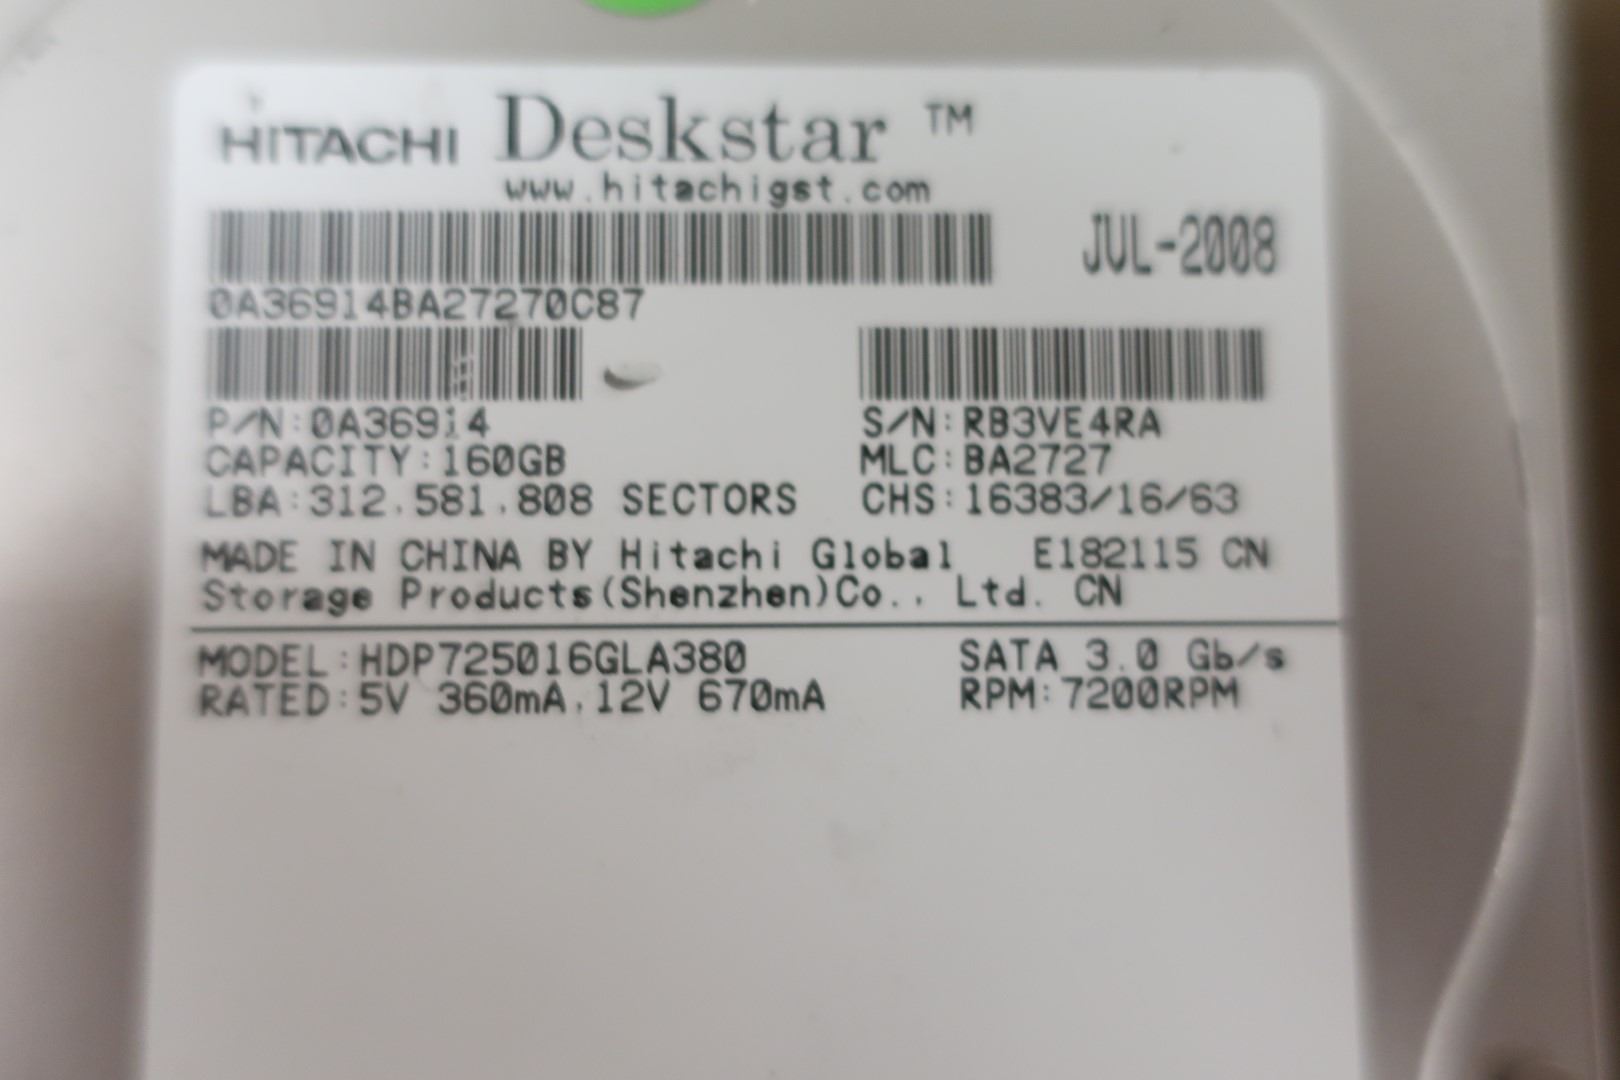 HITACHI Deskstar ™
www.hitachigst.com
JUL-2008
0A36914BA27270C87
P/N:0A36914 S/N:RB3VE4RA
CAPACITY:160GB MLC:BA2727
LBA:312,581,808 SECTORS CHS:16383/16/63
MADE IN CHINA BY Hitachi Global E182115 CN
Storage Products(Shenzhen)Co., Ltd. CN
MODEL:HDP725016GLA380 SATA 3.0 Gb/s
RATED:5V 360mA,12V 670mA RPM:7200RPM